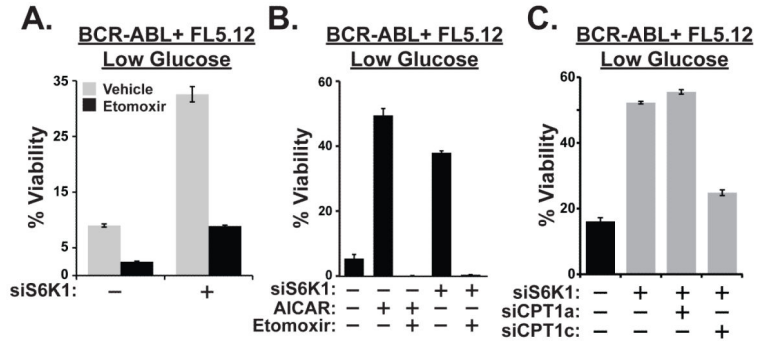 A.
BCR-ABL+ FL5.12
Low Glucose
% Viability
35
25
15
5
0
Vehicle
Etomoxir
siS6K1: – +
B.
BCR-ABL+ FL5.12
Low Glucose
% Viability
60
40
20
0
siS6K1: – – – + +
AICAR: – + + – –
Etomoxir: – – + – +
C.
BCR-ABL+ FL5.12
Low Glucose
% Viability
60
40
20
0
siS6K1: – + + +
siCPT1a: – – + –
siCPT1c: – – – +